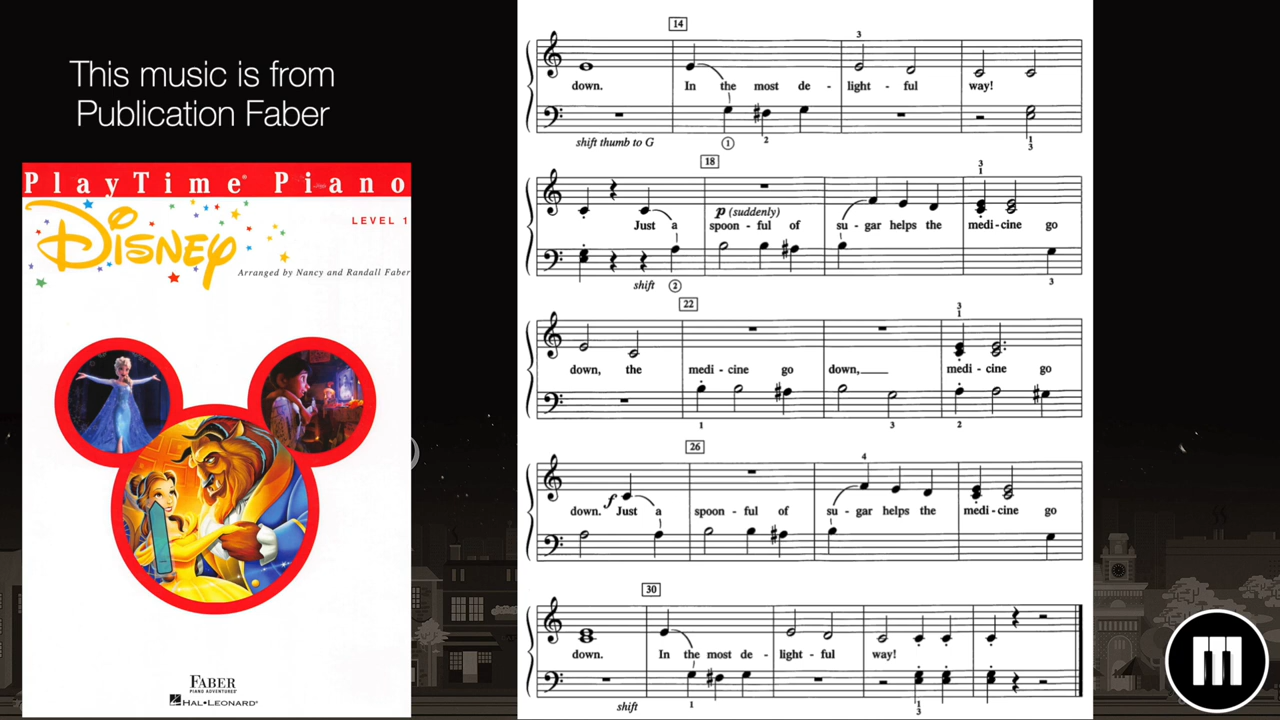 This music is from
Publication Faber
PlayTime® Piano
Disney
LEVEL 1
Arranged by Nancy and Randall Faber
FABER
PIANO ADVENTURES®
HAL•LEONARD®
14
3
down. In the most de - light - ful way!
shift thumb to G 1 2 1
3
18 3
1
p (suddenly)
Just a spoon - ful of su - gar helps the medi - cine go
shift 2 3
22 3
1
down, the medi - cine go down,____ medi - cine go
1 3 2
26 4
f
down. Just a spoon - ful of su - gar helps the medi - cine go
30
down. In the most de - light - ful way!
shift 1 1
3